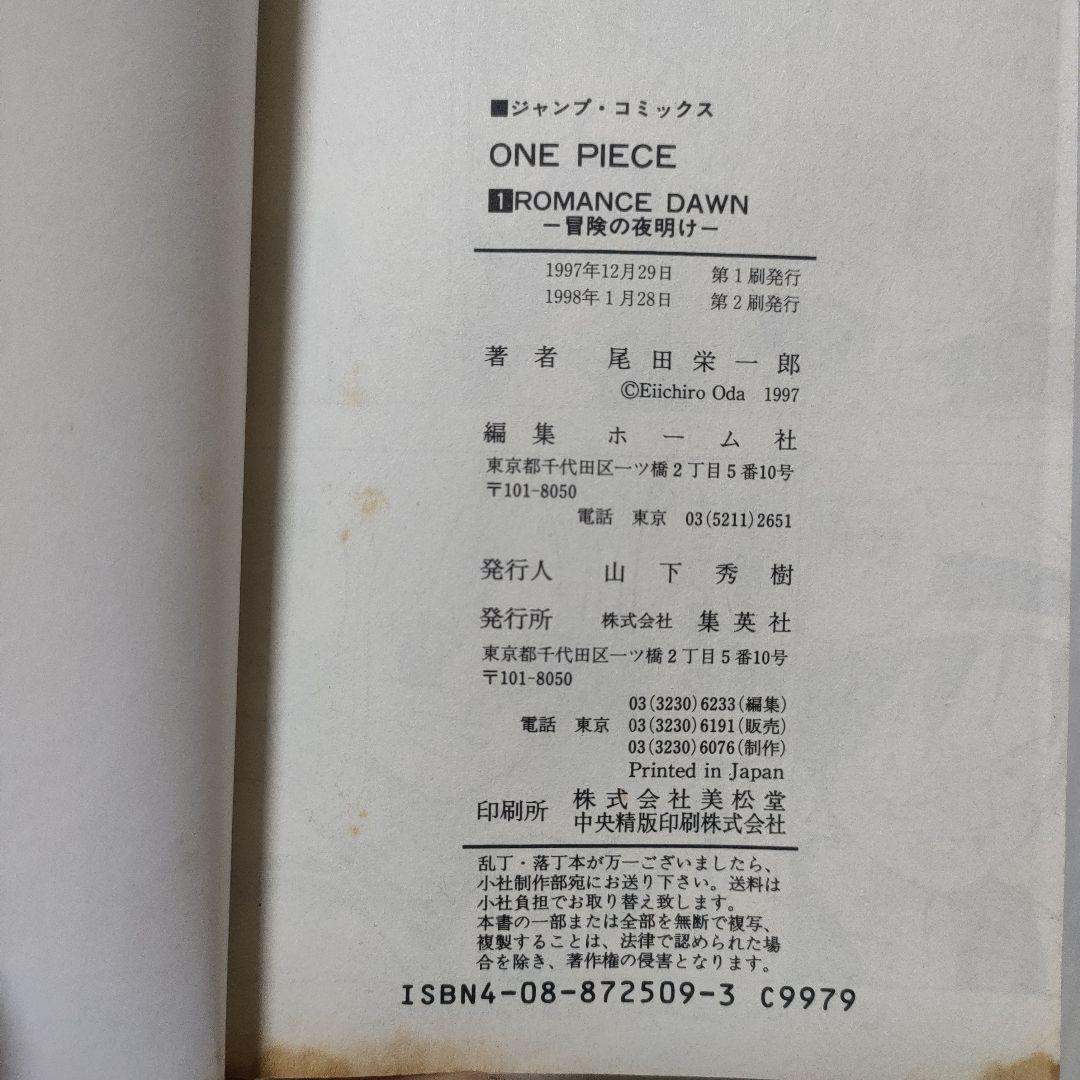 ■ジャンプ・コミックス
ONE PIECE
1 ROMANCE DAWN
－冒険の夜明け－
1997年12月29日　第1刷発行
1998年1月28日　第2刷発行
著者　尾田栄一郎
©Eiichiro Oda 1997
編集　ホーム社
東京都千代田区一ツ橋2丁目5番10号
〒101-8050
電話　東京　03(5211)2651
発行人　山下秀樹
発行所　株式会社　集英社
東京都千代田区一ツ橋2丁目5番10号
〒101-8050
03(3230)6233(編集)
電話　東京　03(3230)6191(販売)
03(3230)6076(制作)
Printed in Japan
印刷所　株式会社美松堂
中央精版印刷株式会社
乱丁・落丁本が万一ございましたら、
小社制作部宛にお送り下さい。送料は
小社負担でお取り替え致します。
本書の一部または全部を無断で複写、
複製することは、法律で認められた場
合を除き、著作権の侵害となります。
ISBN4-08-872509-3 C9979